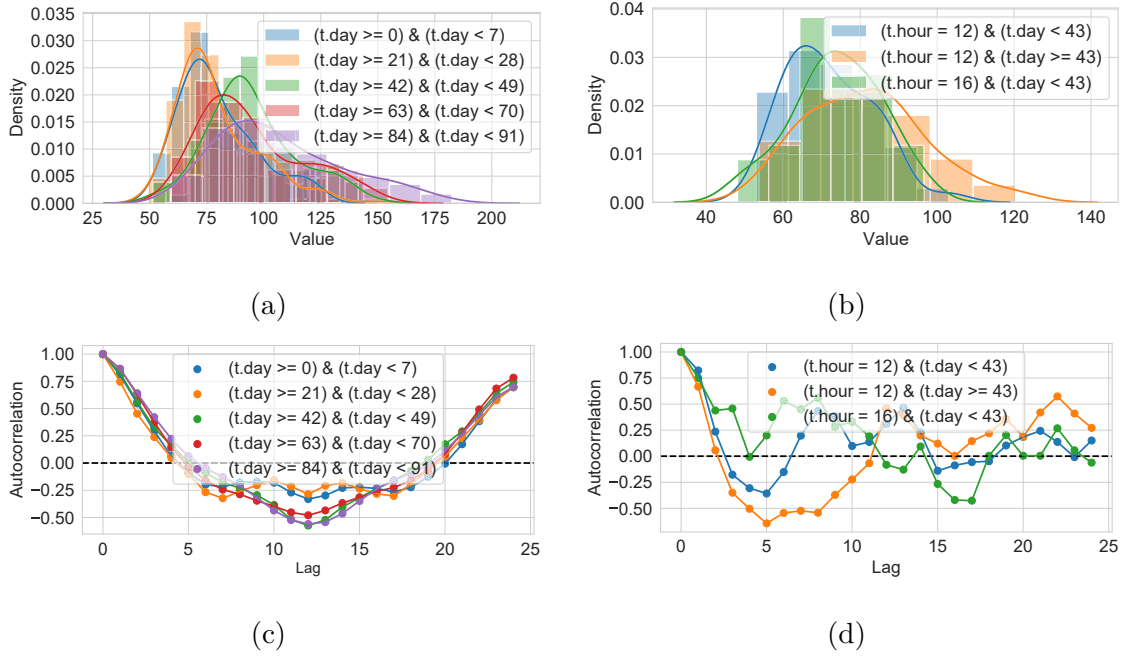 0.035
0.030
0.025
0.020
0.015
0.010
0.005
0.000
Density
25 50 75 100 125 150 175 200
Value
(t.day >= 0) & (t.day < 7)
(t.day >= 21) & (t.day < 28)
(t.day >= 42) & (t.day < 49)
(t.day >= 63) & (t.day < 70)
(t.day >= 84) & (t.day < 91)
(a)
0.04
0.03
0.02
0.01
0.00
Density
40 60 80 100 120 140
Value
(t.hour = 12) & (t.day < 43)
(t.hour = 12) & (t.day >= 43)
(t.hour = 16) & (t.day < 43)
(b)
1.00
0.75
0.50
0.25
0.00
−0.25
−0.50
Autocorrelation
0 5 10 15 20 25
Lag
(t.day >= 0) & (t.day < 7)
(t.day >= 21) & (t.day < 28)
(t.day >= 42) & (t.day < 49)
(t.day >= 63) & (t.day < 70)
(t.day >= 84) & (t.day < 91)
(c)
1.00
0.75
0.50
0.25
0.00
−0.25
−0.50
Autocorrelation
0 5 10 15 20 25
Lag
(t.hour = 12) & (t.day < 43)
(t.hour = 12) & (t.day >= 43)
(t.hour = 16) & (t.day < 43)
(d)